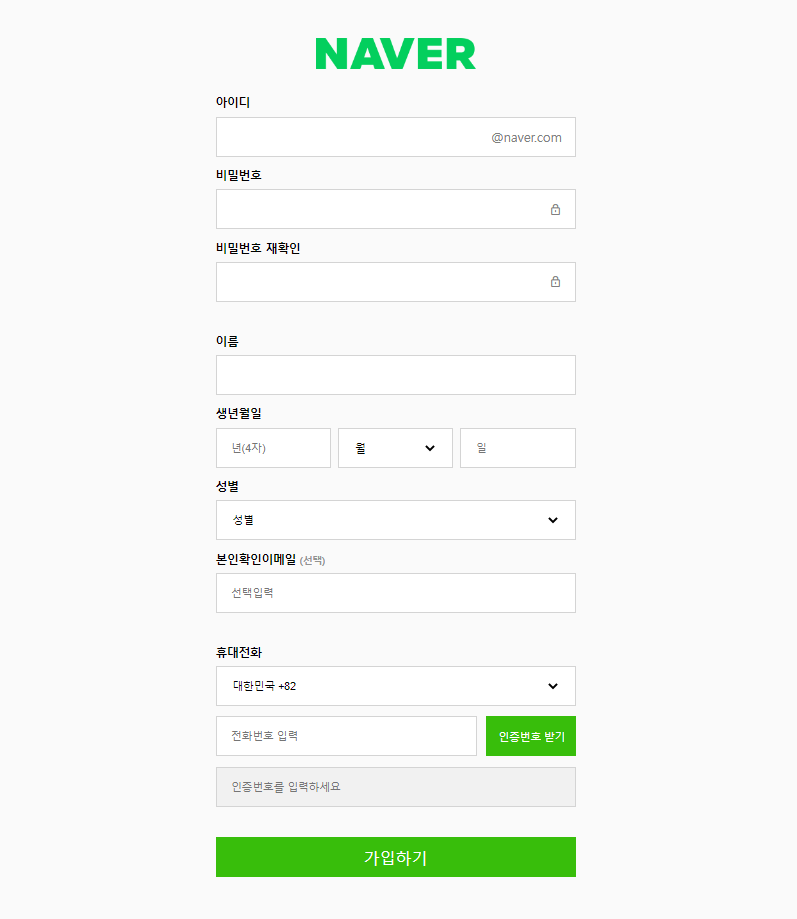 NAVER
아이디
@naver.com
비밀번호
비밀번호 재확인
이름
생년월일
년(4자) 월 일
성별
성별
본인확인이메일 (선택)
선택입력
휴대전화
대한민국 +82
전화번호 입력 인증번호 받기
인증번호를 입력하세요
가입하기